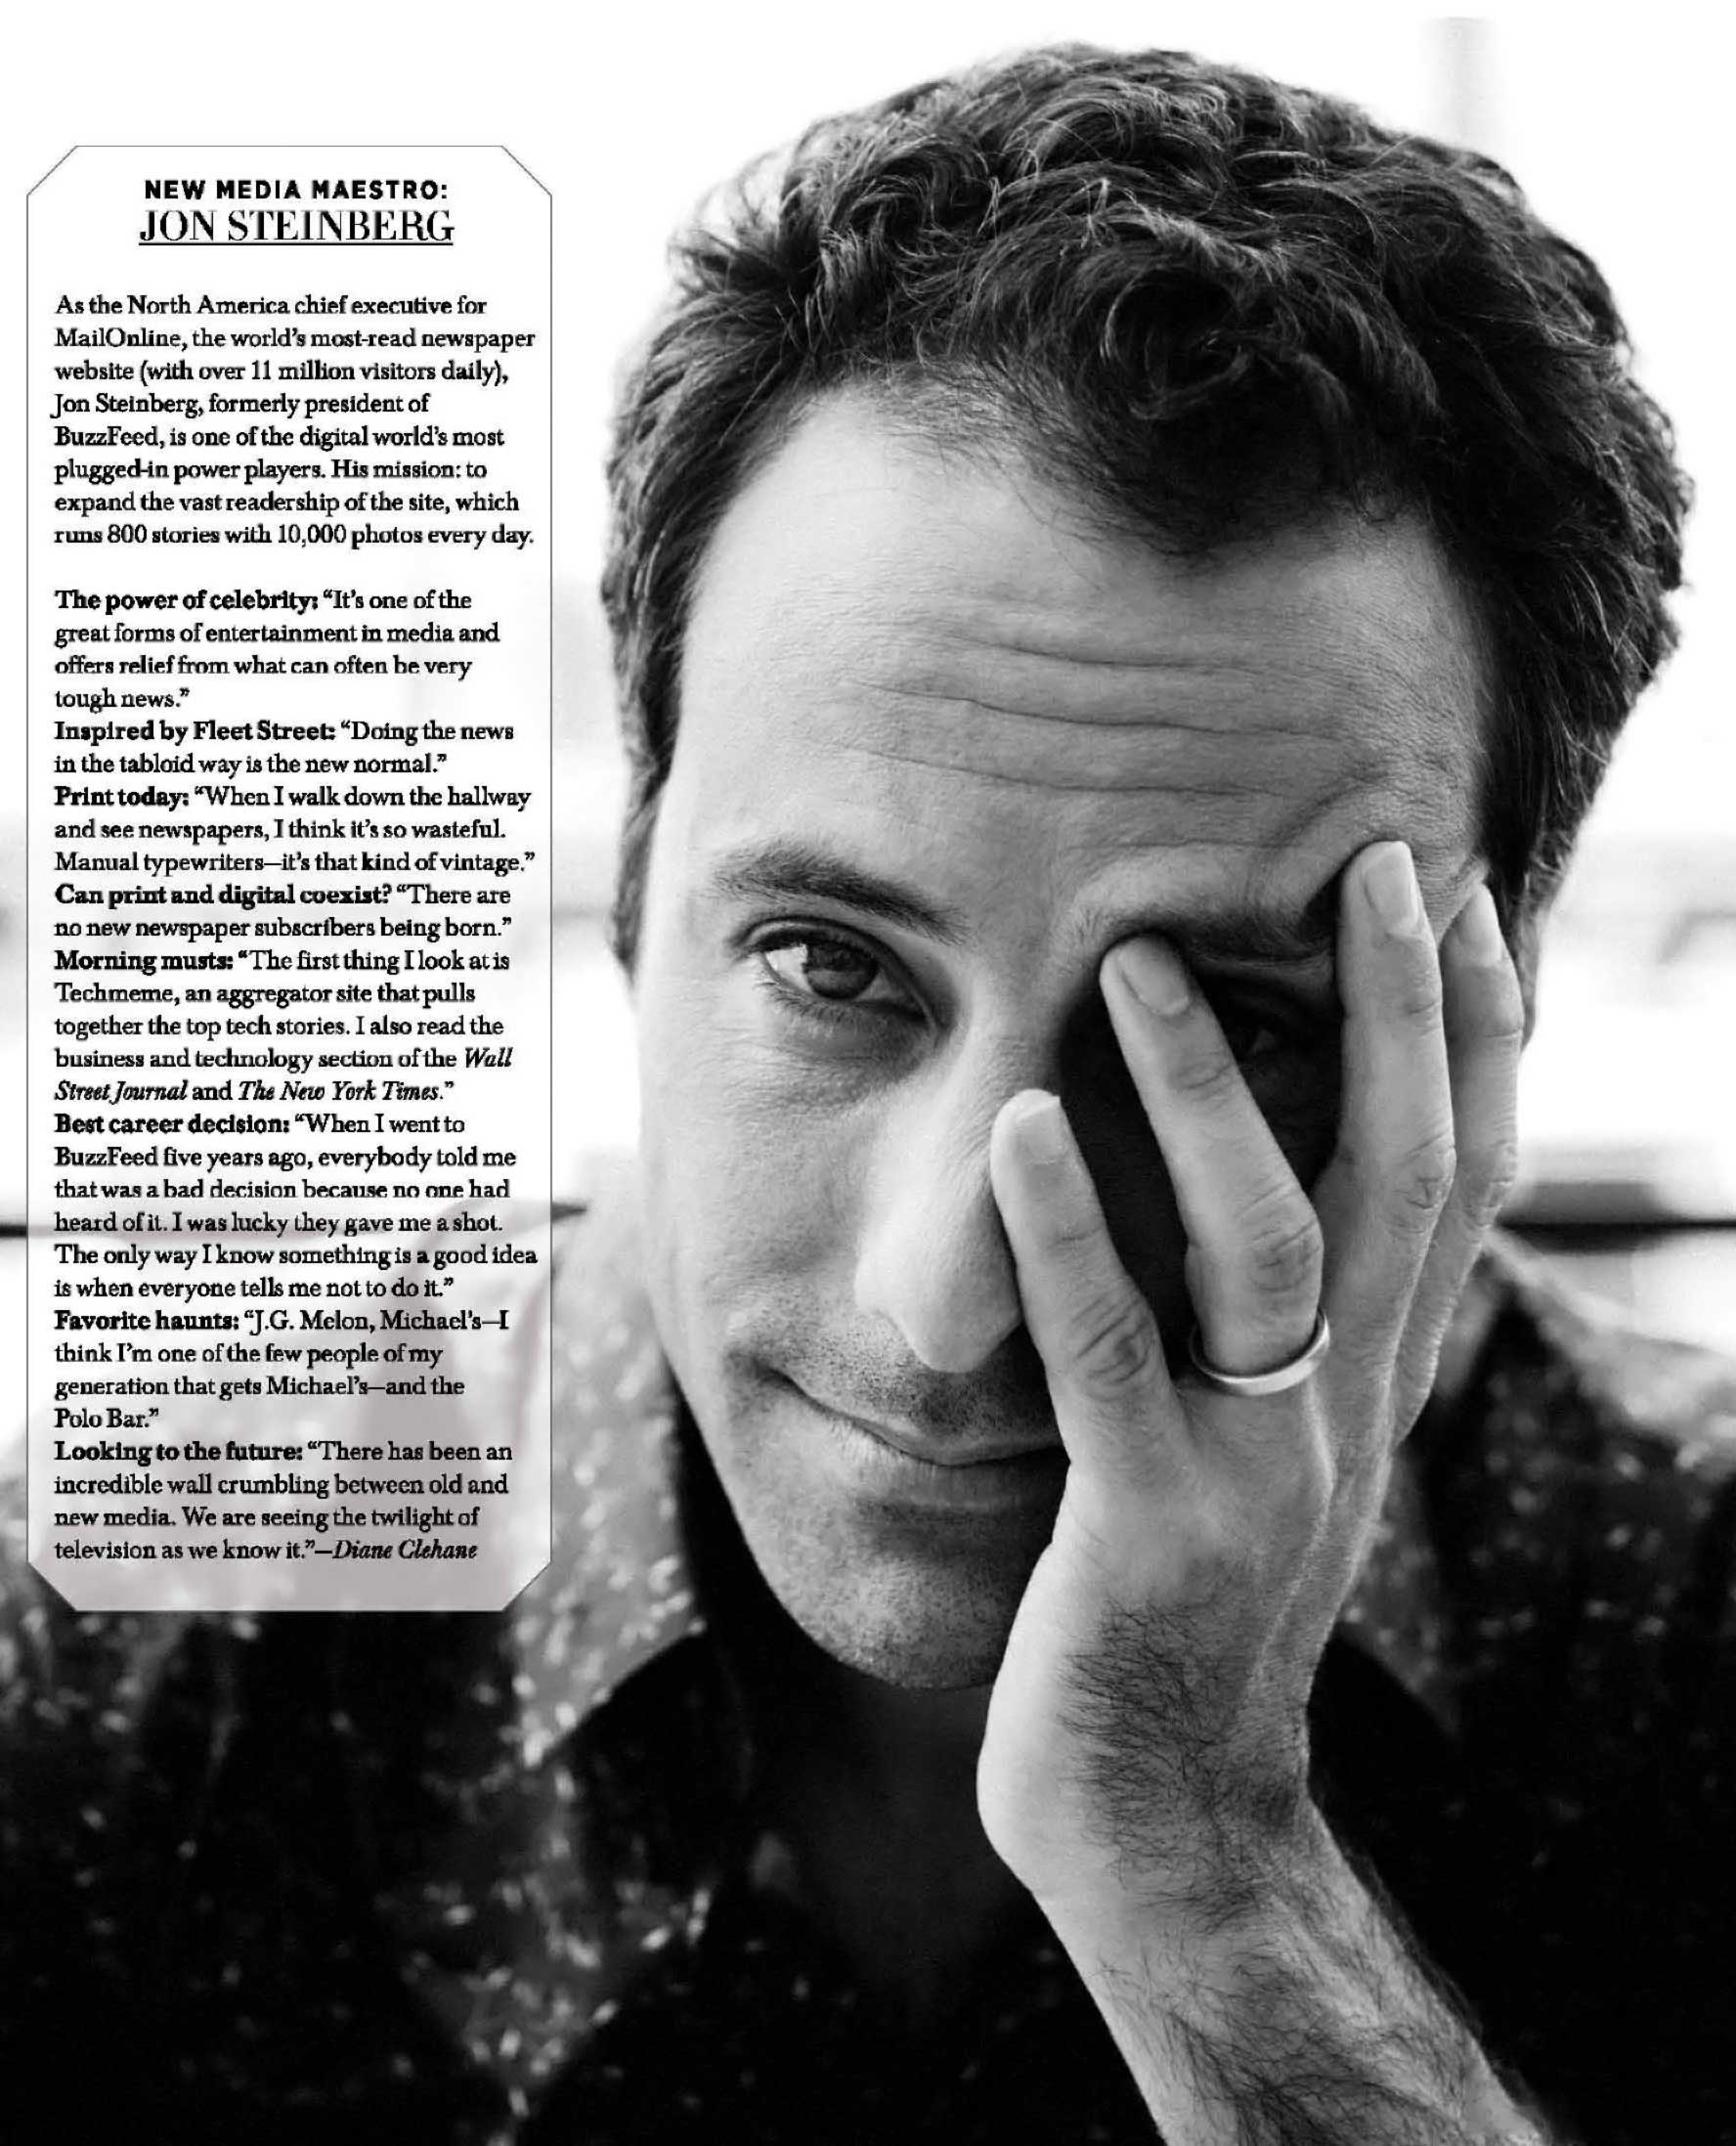 NEW MEDIA MAESTRO:
JON STEINBERG
As the North America chief executive for
MailOnline, the world's most-read newspaper
website (with over 11 million visitors daily),
Jon Steinberg, formerly president of
BuzzFeed, is one of the digital world's most
plugged-in power players. His mission: to
expand the vast readership of the site, which
runs 800 stories with 10,000 photos every day.
The power of celebrity: “It's one of the
great forms of entertainment in media and
offers relief from what can often be very
tough news.”
Inspired by Fleet Street: “Doing the news
in the tabloid way is the new normal.”
Print today: “When I walk down the hallway
and see newspapers, I think it's so wasteful.
Manual typewriters—it's that kind of vintage.”
Can print and digital coexist? “There are
no new newspaper subscribers being born.”
Morning musts: “The first thing I look at is
Techmeme, an aggregator site that pulls
together the top tech stories. I also read the
business and technology section of the Wall
Street Journal and The New York Times.”
Best career decision: “When I went to
BuzzFeed five years ago, everybody told me
that was a bad decision because no one had
heard of it. I was lucky they gave me a shot.
The only way I know something is a good idea
is when everyone tells me not to do it.”
Favorite haunts: “J.G. Melon, Michael's—I
think I'm one of the few people of my
generation that gets Michael's—and the
Polo Bar.”
Looking to the future: “There has been an
incredible wall crumbling between old and
new media. We are seeing the twilight of
television as we know it.”—Diane Clehane